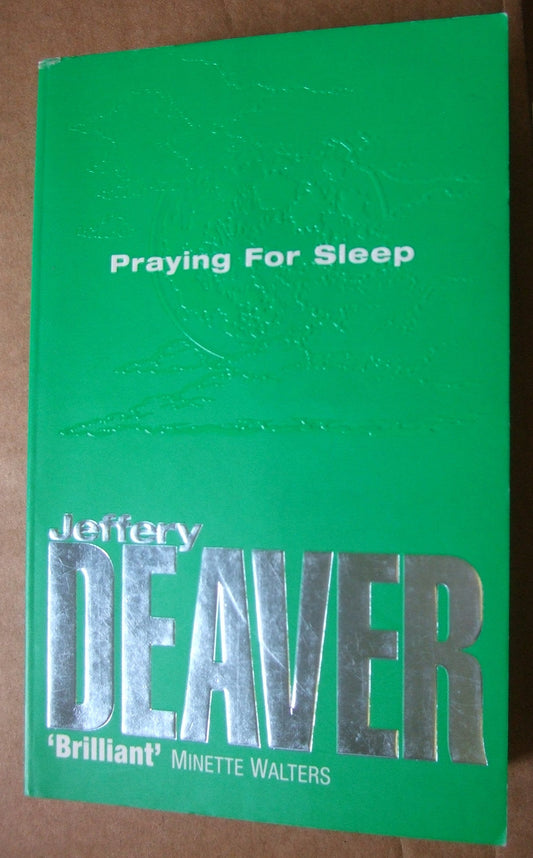 Praying For Sleep
Jeffery
DEAVER
‘Brilliant’ MINETTE WALTERS